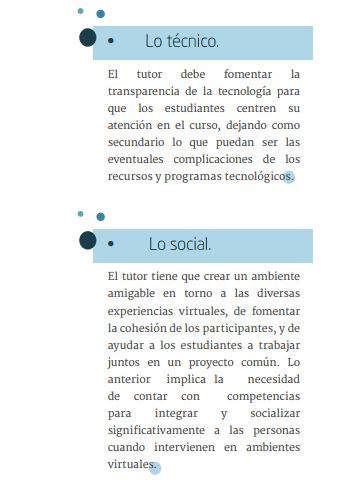 • Lo técnico.
El tutor debe fomentar la
transparencia de la tecnología para
que los estudiantes centren su
atención en el curso, dejando como
secundario lo que puedan ser las
eventuales complicaciones de los
recursos y programas tecnológicos.
• Lo social.
El tutor tiene que crear un ambiente
amigable en torno a las diversas
experiencias virtuales, de fomentar
la cohesión de los participantes, y de
ayudar a los estudiantes a trabajar
juntos en un proyecto común. Lo
anterior implica la necesidad
de contar con competencias
para integrar y socializar
significativamente a las personas
cuando intervienen en ambientes
virtuales.